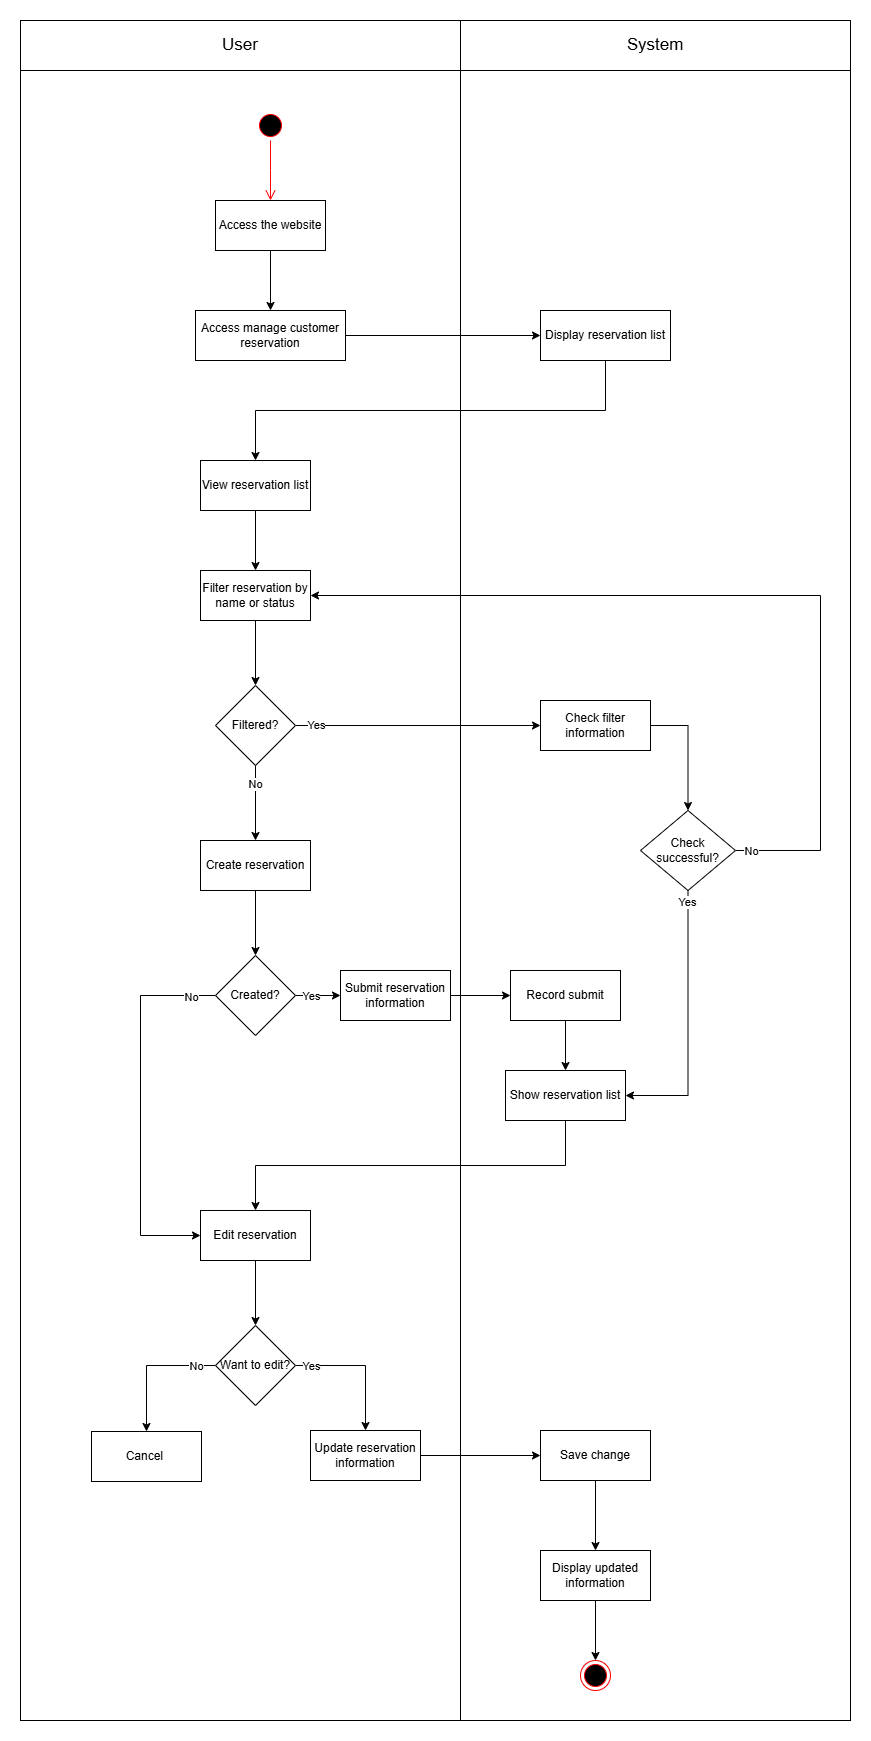 User
System
Access the website
Access manage customer
reservation
Display reservation list
View reservation list
Filter reservation by
name or status
Filtered?
Yes
Check filter
information
No
Check
successful?
No
Create reservation
Yes
Created?
No
Yes
Submit reservation
information
Record submit
Show reservation list
Edit reservation
Want to edit?
No
Yes
Cancel
Update reservation
information
Save change
Display updated
information